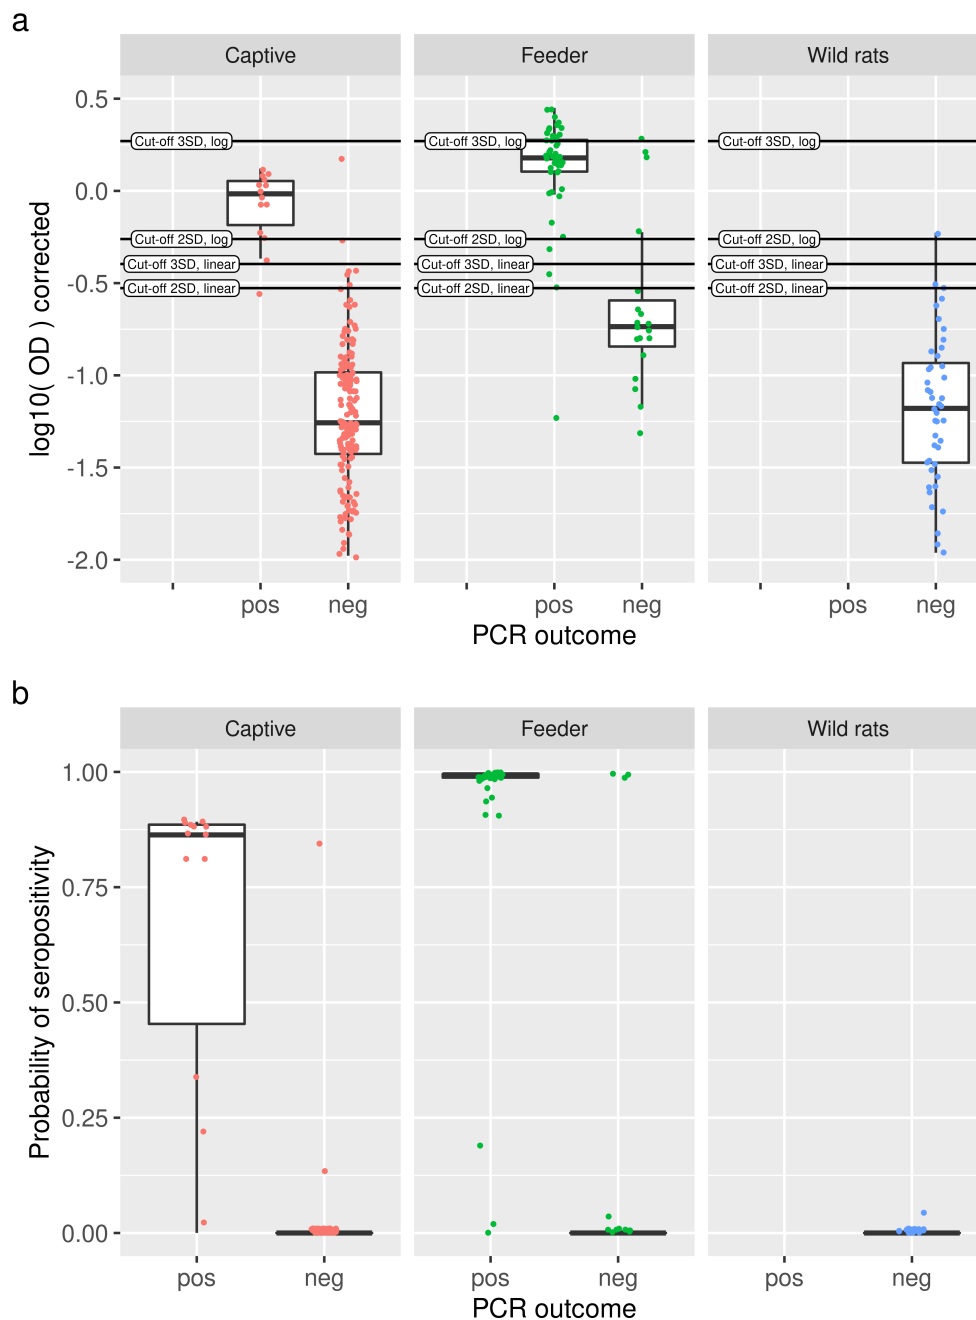 a
Captive Feeder Wild rats
log10( OD ) corrected
0.5
0.0
-0.5
-1.0
-1.5
-2.0
Cut-off 3SD, log Cut-off 3SD, log Cut-off 3SD, log
Cut-off 2SD, log Cut-off 2SD, log Cut-off 2SD, log
Cut-off 3SD, linear Cut-off 3SD, linear Cut-off 3SD, linear
Cut-off 2SD, linear Cut-off 2SD, linear Cut-off 2SD, linear
pos neg pos neg pos neg
PCR outcome
b
Captive Feeder Wild rats
Probability of seropositivity
1.00
0.75
0.50
0.25
0.00
pos neg pos neg pos neg
PCR outcome